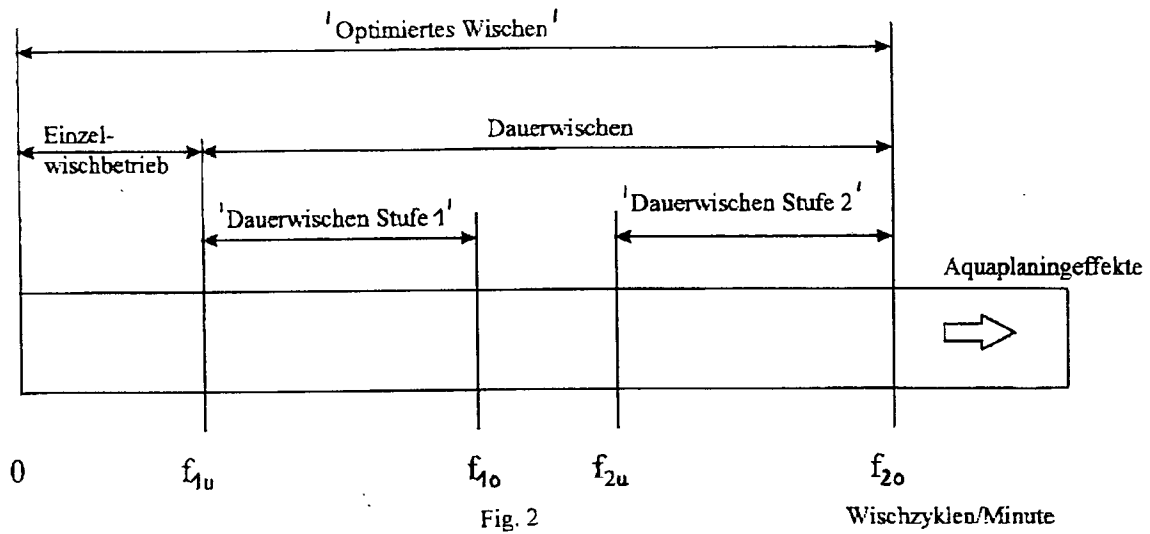 'Optimiertes Wischen'
Einzel-
wischbetrieb
Dauerwischen
'Dauerwischen Stufe 1'
'Dauerwischen Stufe 2'
Aquaplaningeffekte
0 f1u f1o f2u f2o
Fig. 2
Wischzyklen/Minute